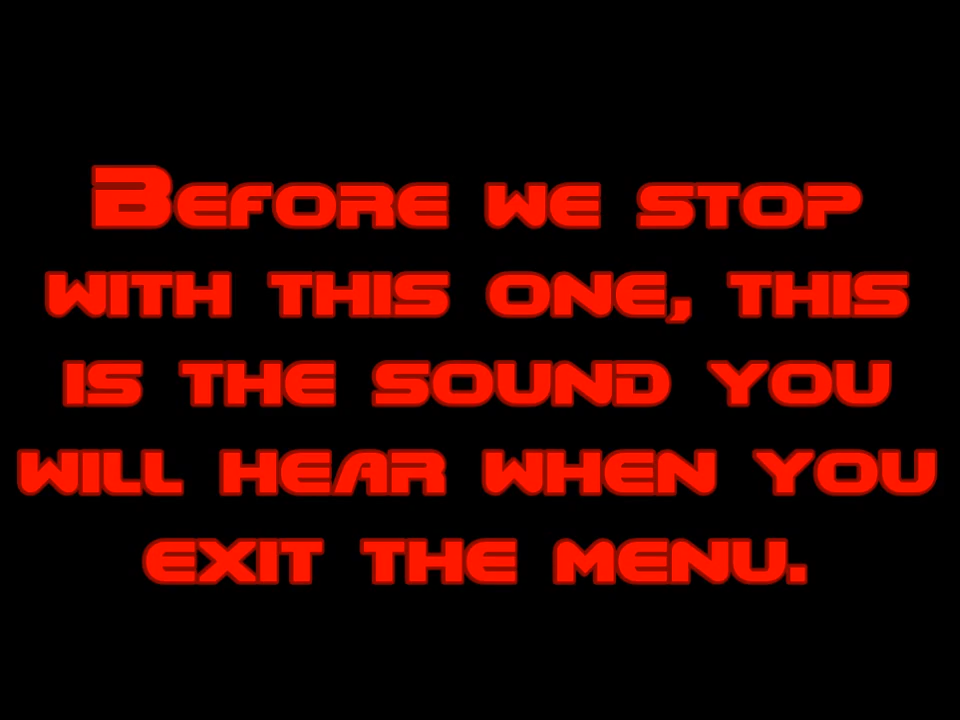 Before we stop
with this one, this
is the sound you
will hear when you
exit the menu.